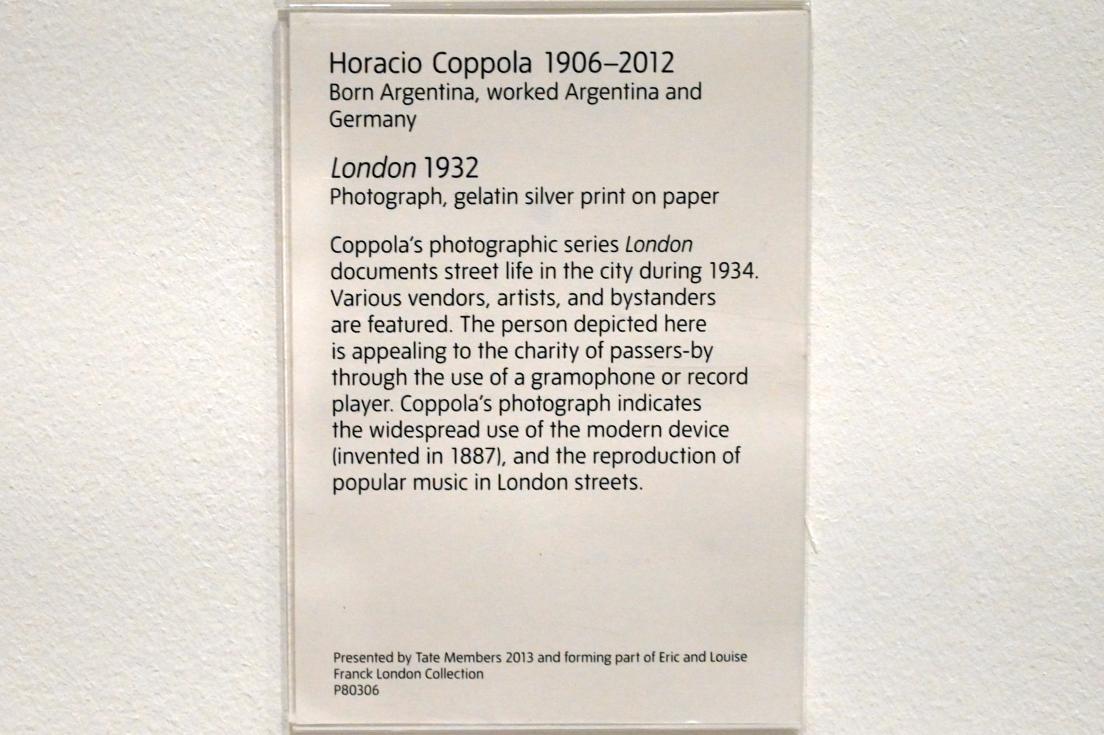 Horacio Coppola 1906–2012
Born Argentina, worked Argentina and
Germany
London 1932
Photograph, gelatin silver print on paper
Coppola's photographic series London
documents street life in the city during 1934.
Various vendors, artists, and bystanders
are featured. The person depicted here
is appealing to the charity of passers-by
through the use of a gramophone or record
player. Coppola's photograph indicates
the widespread use of the modern device
(invented in 1887), and the reproduction of
popular music in London streets.
Presented by Tate Members 2013 and forming part of Eric and Louise
Franck London Collection
P80306